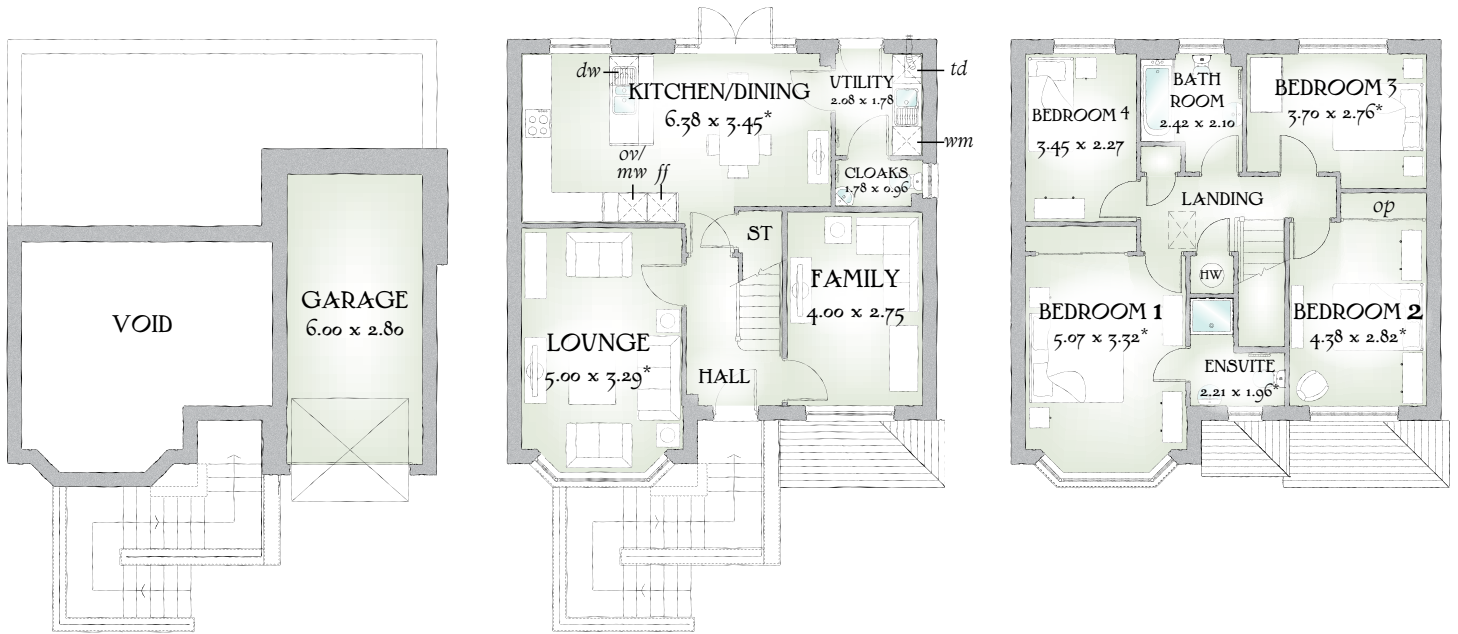 VOID
GARAGE
6.00 x 2.80
dw
KITCHEN/DINING
6.38 x 3.45*
UTILITY
2.08 x 1.78
td
wm
ov/
mw
ff
CLOAKS
1.78 x 0.96
ST
FAMILY
4.00 x 2.75
LOUNGE
5.00 x 3.29*
HALL
BEDROOM 4
3.45 x 2.27
BATH
ROOM
2.42 x 2.10
BEDROOM 3
3.70 x 2.76*
LANDING
op
HW
BEDROOM 1
5.07 x 3.32*
BEDROOM 2
4.38 x 2.82*
ENSUITE
2.21 x 1.96*